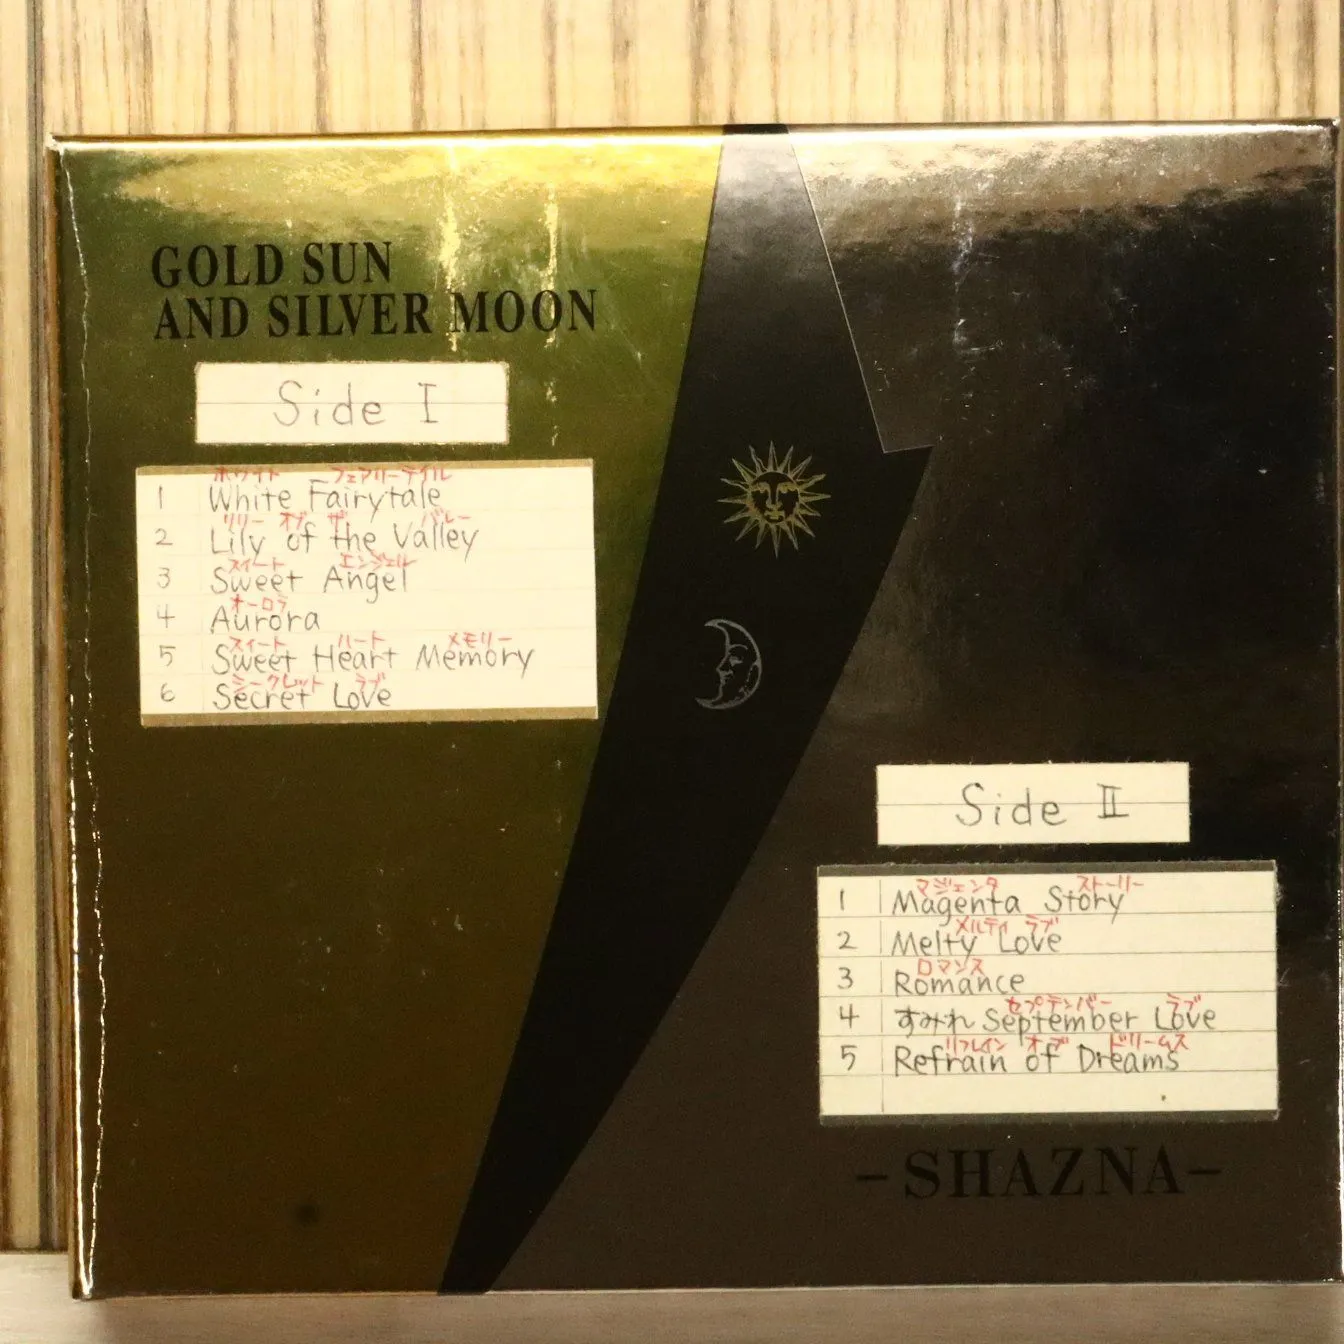 GOLD SUN
AND SILVER MOON
Side I
ホワイト フェアリーテイル
1 White Fairytale
リリー オブ ザ バレー
2 Lily of the Valley
スイート エンジェル
3 Sweet Angel
オーロラ
4 Aurora
スイート ハート メモリー
5 Sweet Heart Memory
シークレット ラブ
6 Secret Love
Side II
マジェンタ ストーリー
1 Magenta Story
メルティ ラブ
2 Melty Love
ロマンス
3 Romance
セプテンバー ラブ
4 すみれ September Love
リフレイン オブ ドリームス
5 Refrain of Dreams
-SHAZNA-